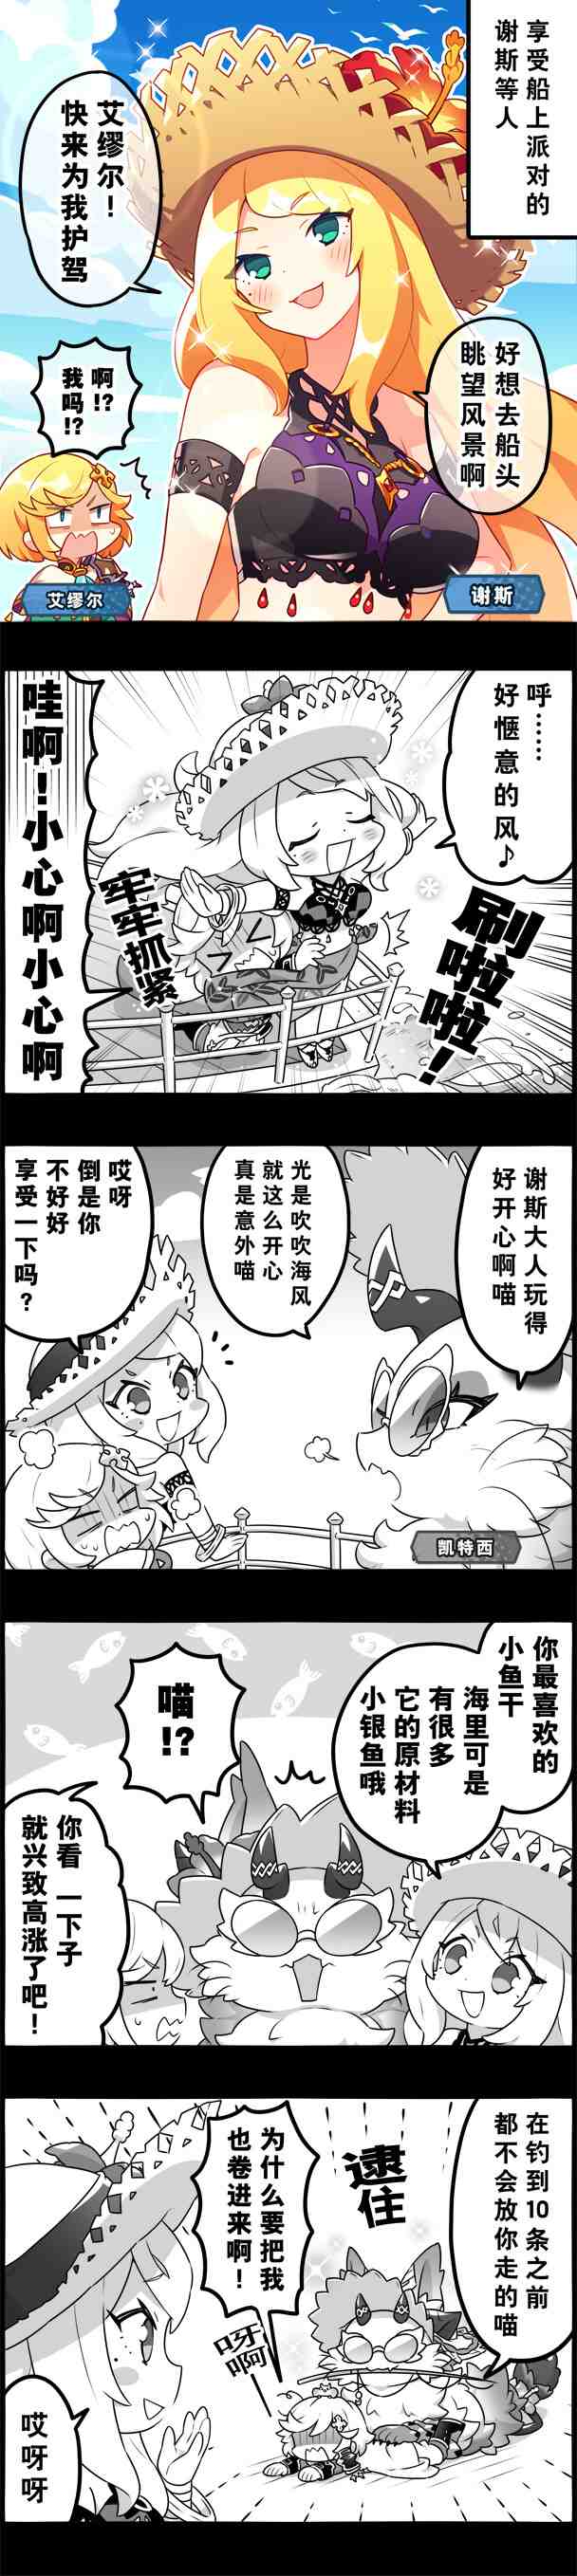 享受船上派对的
谢斯等人
艾缪尔！
快来为我护驾
好想去船头
眺望风景啊
啊!?
我吗!?
艾缪尔
谢斯
呼……
好惬意的风♪
哇啊！小心啊小心啊
牢牢抓紧
刷啦啦！
谢斯大人玩得
好开心啊喵
光是吹吹海风
就这么开心
真是意外喵
哎呀
倒是你
不好好
享受一下吗？
凯特西
你最喜欢的
小鱼干
海里可是
有很多
它的原材料
小银鱼哦
喵!?
你看 一下子
就兴致高涨了吧！
在钓到10条之前
都不会放你走的喵
逮住
为什么要把我
也卷进来啊！
呀啊
哎呀呀